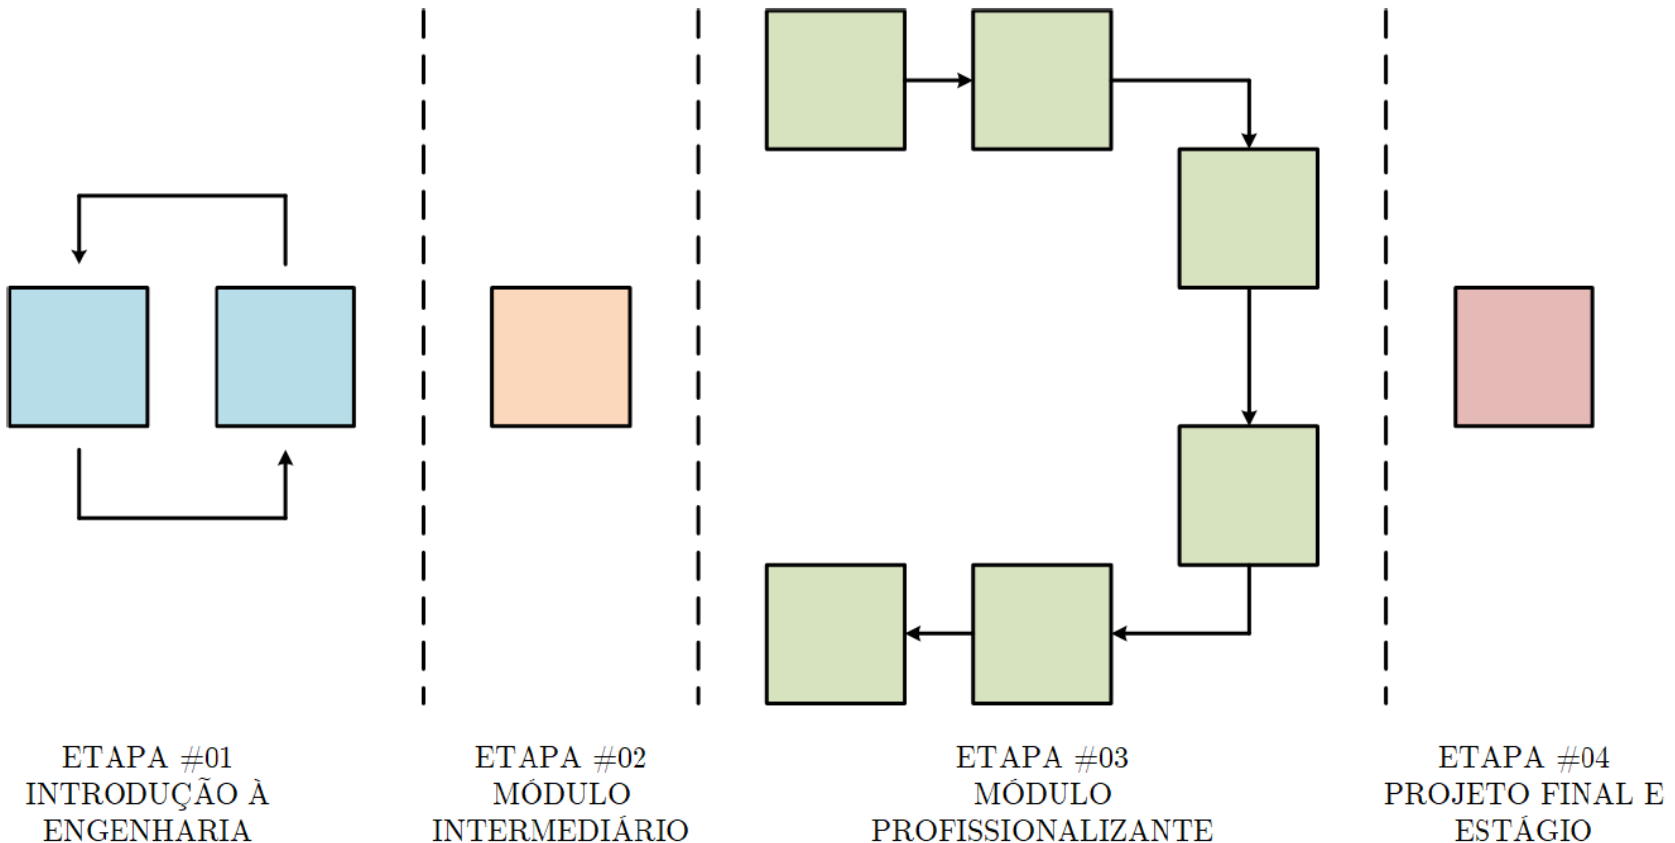 ETAPA #01
INTRODUÇÃO À
ENGENHARIA
ETAPA #02
MÓDULO
INTERMEDIÁRIO
ETAPA #03
MÓDULO
PROFISSIONALIZANTE
ETAPA #04
PROJETO FINAL E
ESTÁGIO